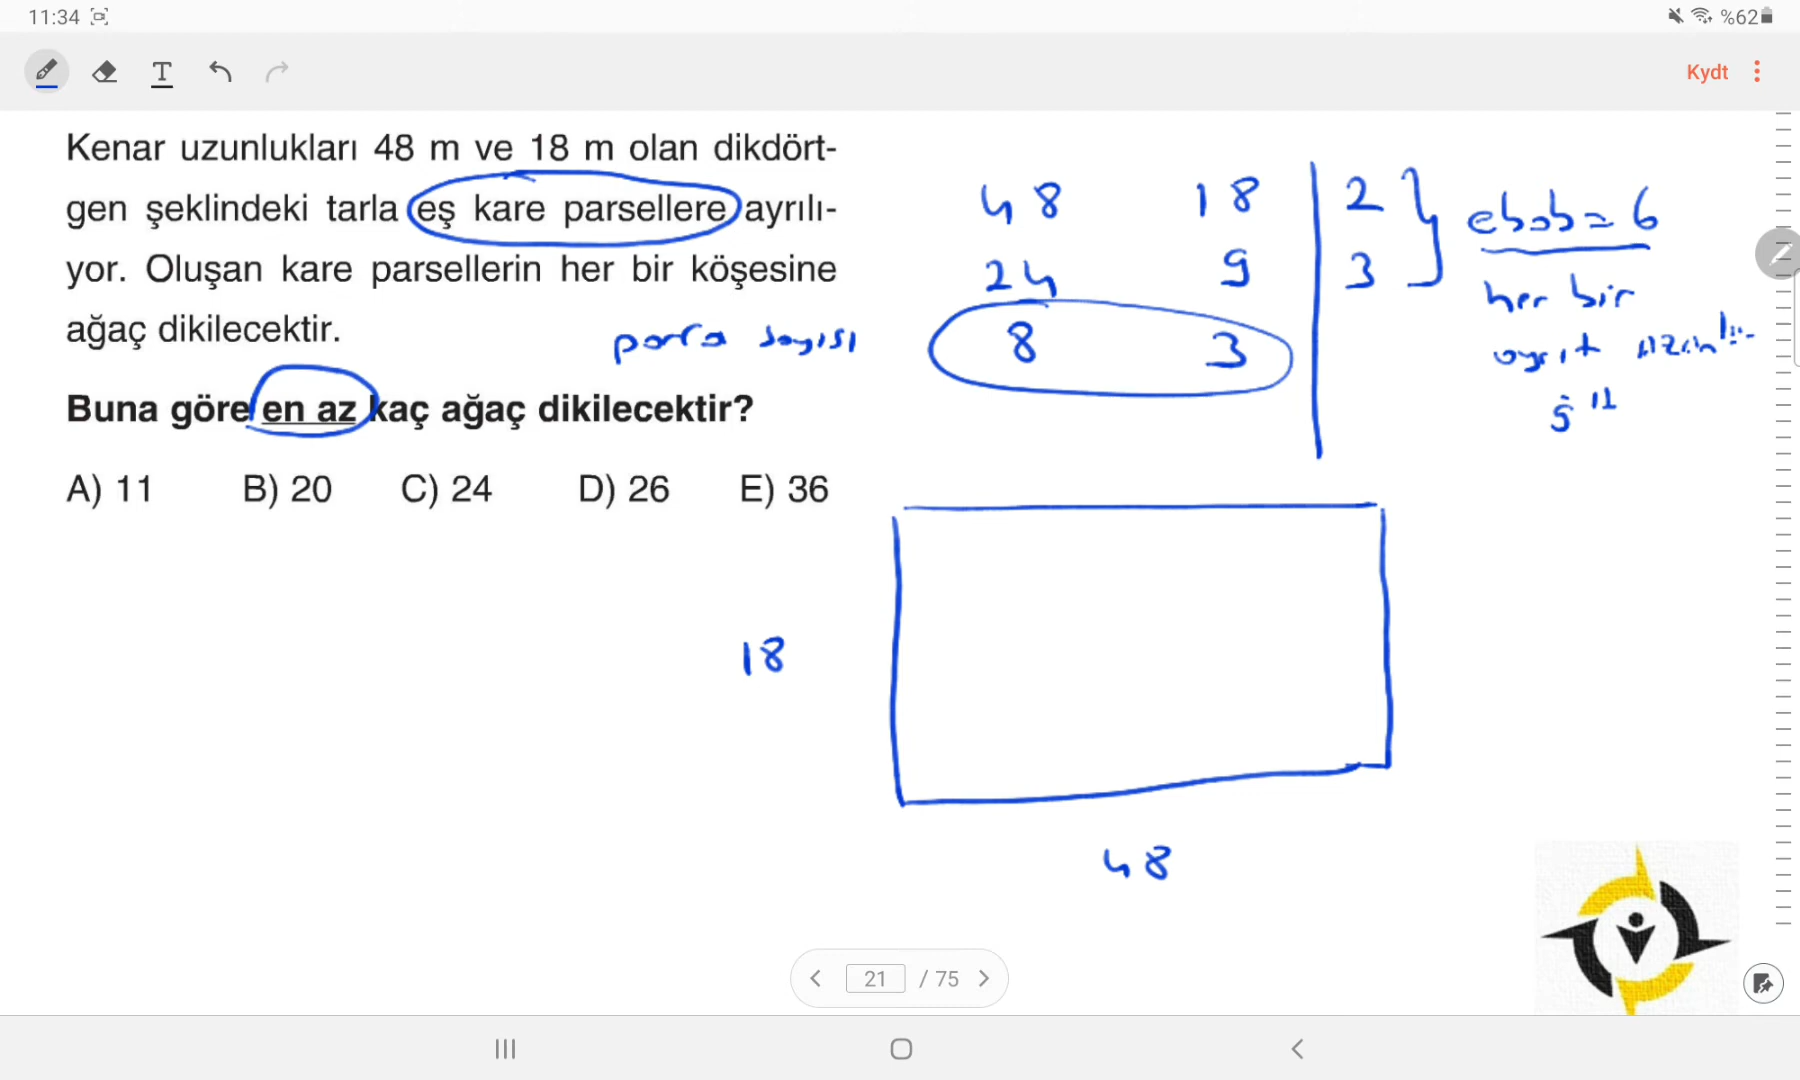 11:34
%62
T
Kydt
Kenar uzunlukları 48 m ve 18 m olan dikdört-
gen şeklindeki tarla eş kare parsellere ayrılı-
yor. Oluşan kare parsellerin her bir köşesine
ağaç dikilecektir.
Buna göre en az kaç ağaç dikilecektir?
A) 11 B) 20 C) 24 D) 26 E) 36
parça sayısı
48 18 2
24 9 3
8 3
ebob = 6
her bir
ayrıt
18
48
21 / 75